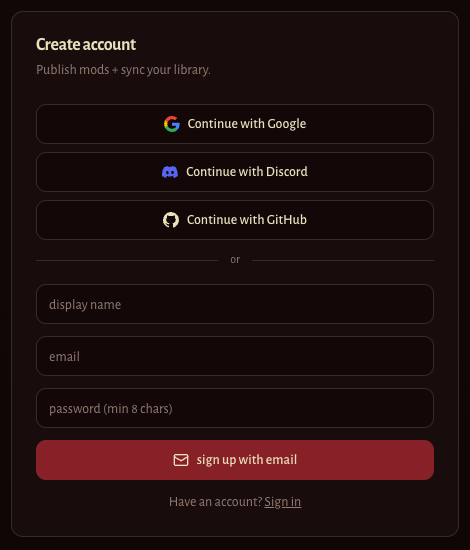 Create account
Publish mods + sync your library.
Continue with Google
Continue with Discord
Continue with GitHub
or
display name
email
password (min 8 chars)
sign up with email
Have an account? Sign in